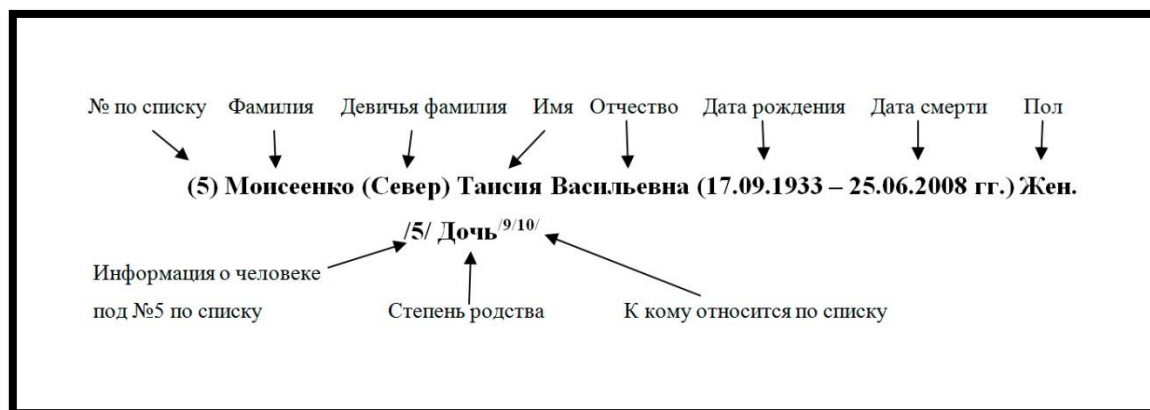 № по списку Фамилия Девичья фамилия Имя Отчество Дата рождения Дата смерти Пол
(5) Моисеенко (Север) Таисия Васильевна (17.09.1933 – 25.06.2008 гг.) Жен.
/5/ Дочь/9/10/
Информация о человеке
под №5 по списку Степень родства К кому относится по списку